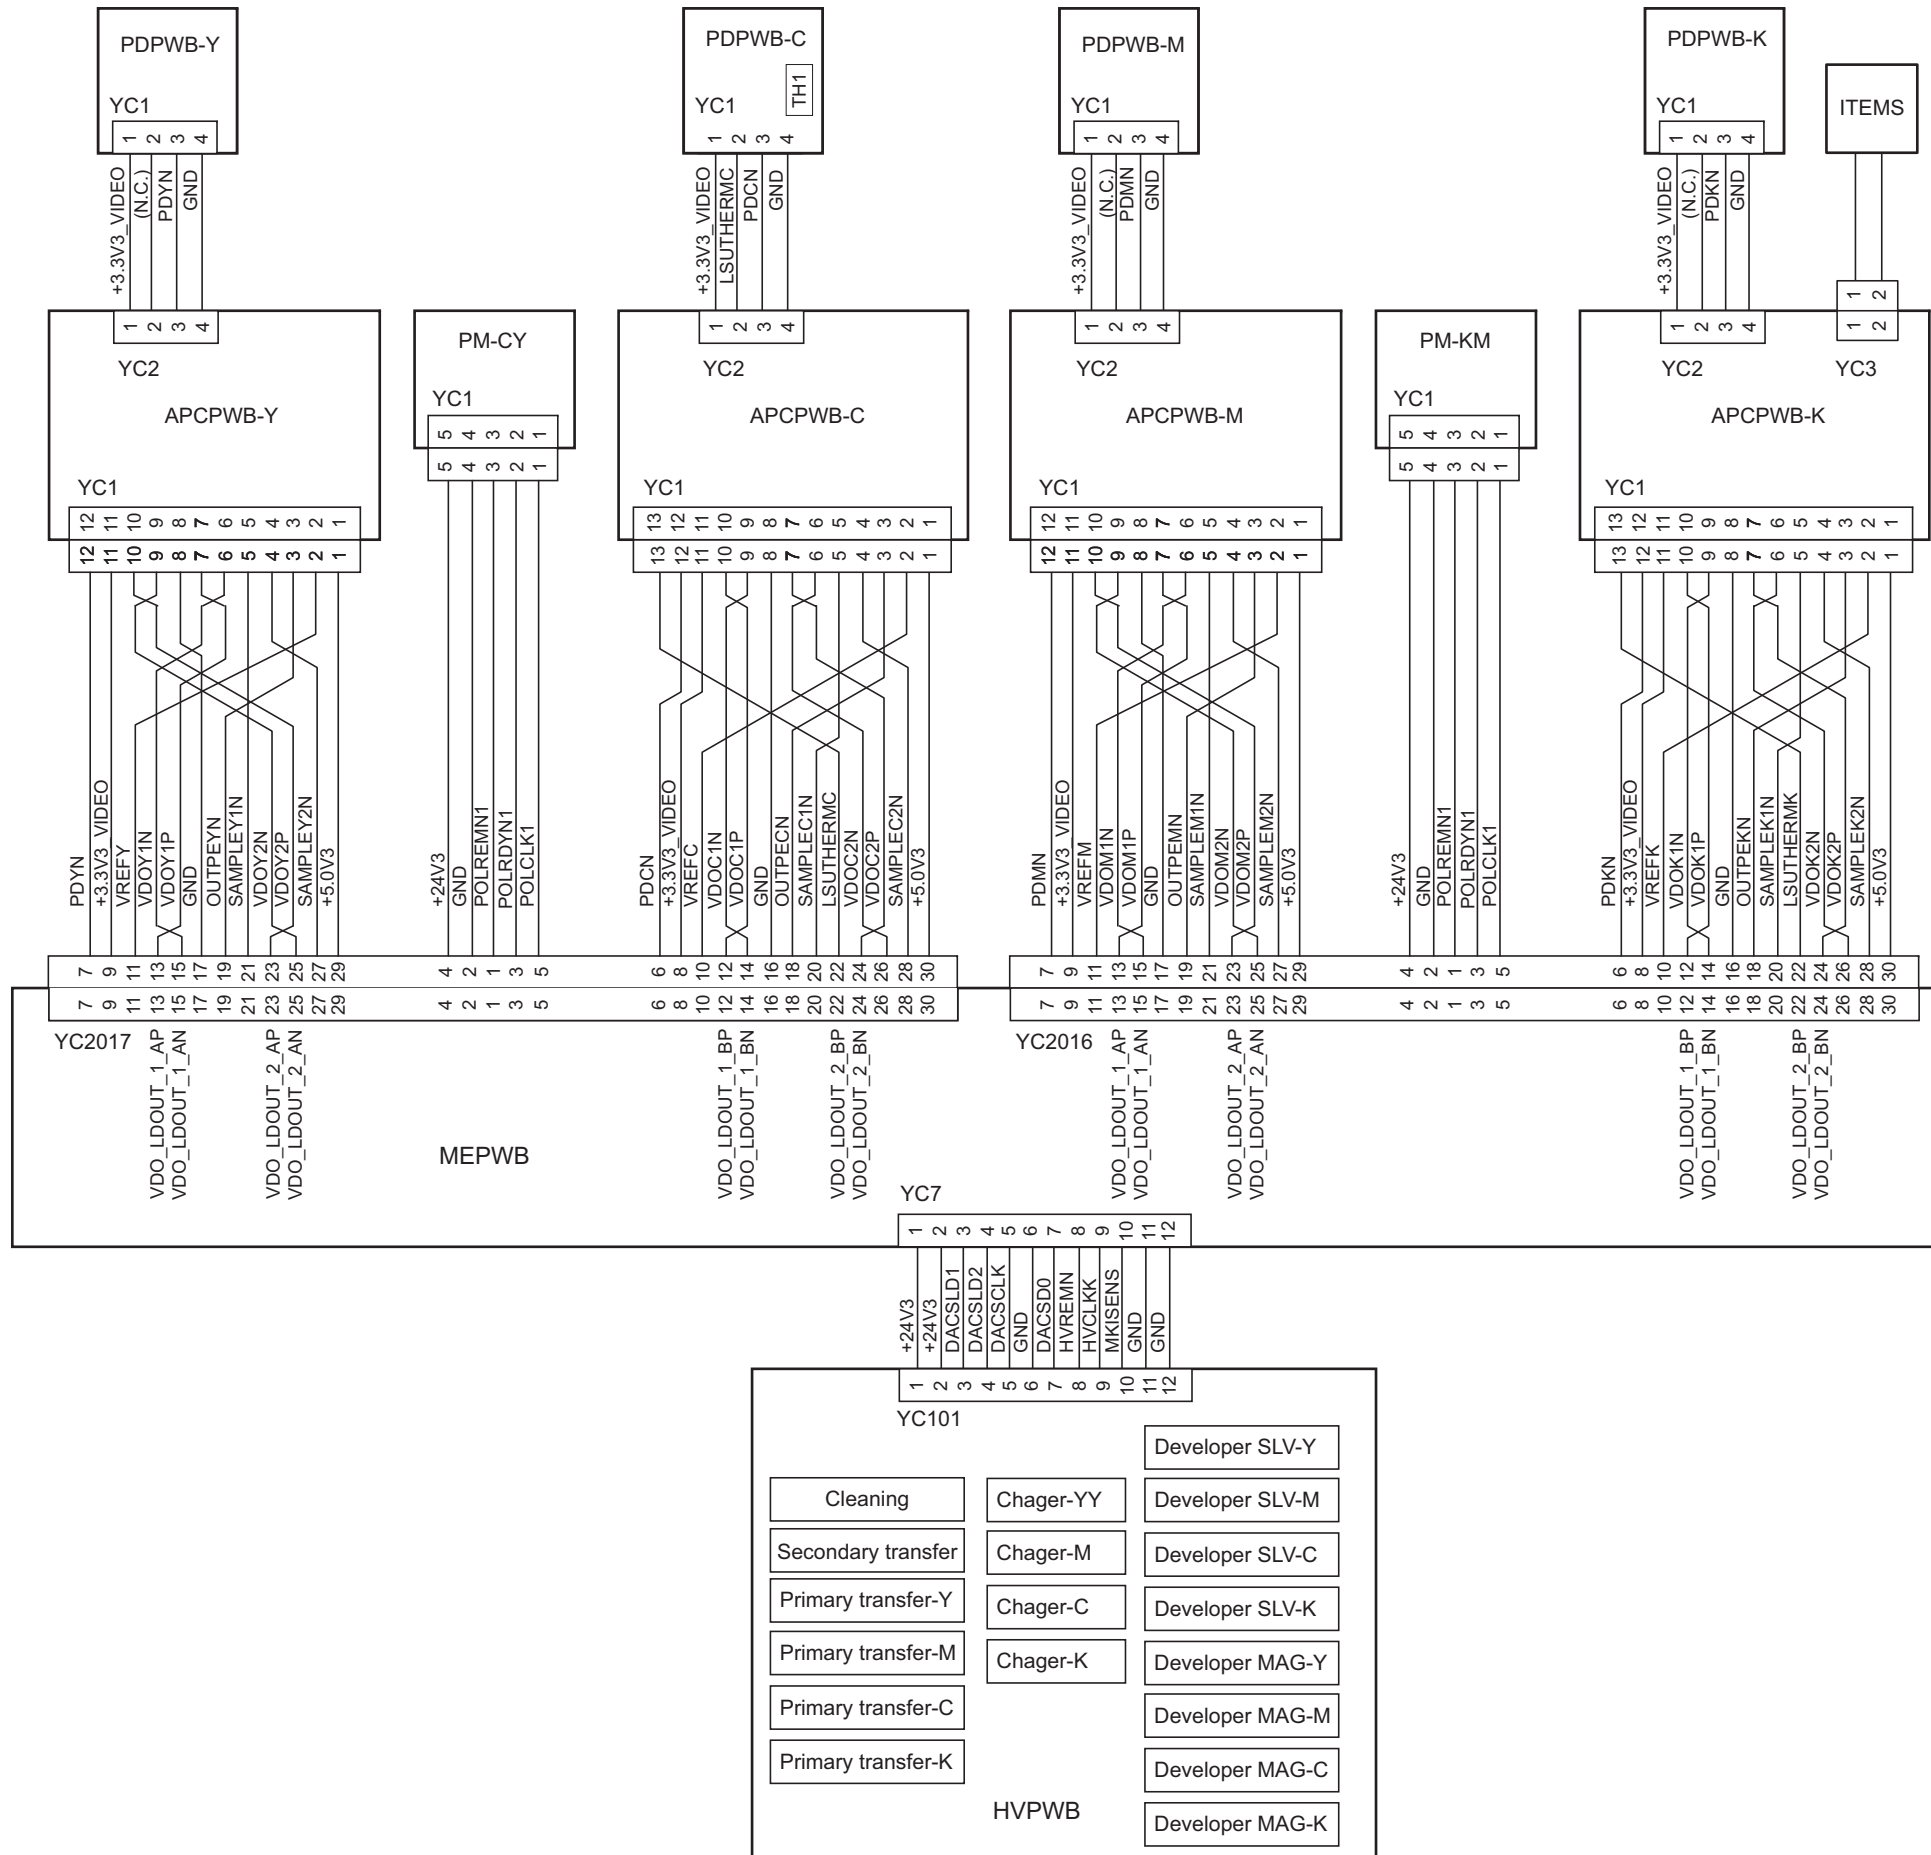 PDPWB-Y PDPWB-C PDPWB-M PDPWB-K
TH1 ITEMS
YC1 YC1 YC1 YC1
1 2 3 4 1 2 3 4 1 2 3 4 1 2 3 4
+3.3V3_VIDEO (N.C.) PDYN GND
+3.3V3_VIDEO LSUTHERMC PDCN GND
+3.3V3_VIDEO (N.C.) PDMN GND
+3.3V3_VIDEO (N.C.) PDKN GND
1 2
1 2 3 4 1 2 3 4 1 2 3 4 1 2 3 4 1 2
YC2 PM-CY YC2 YC2 PM-KM YC2 YC3
APCPWB-Y YC1 APCPWB-C APCPWB-M YC1 APCPWB-K
5 4 3 2 1 5 4 3 2 1
5 4 3 2 1 5 4 3 2 1
YC1 YC1 YC1 YC1
12 11 10 9 8 7 6 5 4 3 2 1
12 11 10 9 8 7 6 5 4 3 2 1
13 12 11 10 9 8 7 6 5 4 3 2 1
13 12 11 10 9 8 7 6 5 4 3 2 1
12 11 10 9 8 7 6 5 4 3 2 1
12 11 10 9 8 7 6 5 4 3 2 1
13 12 11 10 9 8 7 6 5 4 3 2 1
13 12 11 10 9 8 7 6 5 4 3 2 1
PDYN +3.3V3_VIDEO VREFY VDOY1N VDOY1P GND OUTPEYN SAMPLEY1N VDOY2N VDOY2P SAMPLEY2N +5.0V3
+24V3 GND POLREMN1 POLRDYN1 POLCLK1
PDCN +3.3V3_VIDEO VREFC VDOC1N VDOC1P GND OUTPECN SAMPLEC1N LSUTHERMC VDOC2N VDOC2P SAMPLEC2N +5.0V3
PDMN +3.3V3_VIDEO VREFM VDOM1N VDOM1P GND OUTPEMN SAMPLEM1N VDOM2N VDOM2P SAMPLEM2N +5.0V3
+24V3 GND POLREMN1 POLRDYN1 POLCLK1
PDKN +3.3V3_VIDEO VREFK VDOK1N VDOK1P GND OUTPEKN SAMPLEK1N LSUTHERMK VDOK2N VDOK2P SAMPLEK2N +5.0V3
7 9 11 13 15 17 19 21 23 25 27 29 4 2 1 3 5 6 8 10 12 14 16 18 20 22 24 26 28 30
7 9 11 13 15 17 19 21 23 25 27 29 4 2 1 3 5 6 8 10 12 14 16 18 20 22 24 26 28 30
7 9 11 13 15 17 19 21 23 25 27 29 4 2 1 3 5 6 8 10 12 14 16 18 20 22 24 26 28 30
7 9 11 13 15 17 19 21 23 25 27 29 4 2 1 3 5 6 8 10 12 14 16 18 20 22 24 26 28 30
YC2017 YC2016
VDO_LDOUT_1_AP VDO_LDOUT_1_AN VDO_LDOUT_2_AP VDO_LDOUT_2_AN
VDO_LDOUT_1_BP VDO_LDOUT_1_BN VDO_LDOUT_2_BP VDO_LDOUT_2_BN
VDO_LDOUT_1_AP VDO_LDOUT_1_AN VDO_LDOUT_2_AP VDO_LDOUT_2_AN
VDO_LDOUT_1_BP VDO_LDOUT_1_BN VDO_LDOUT_2_BP VDO_LDOUT_2_BN
MEPWB
YC7
1 2 3 4 5 6 7 8 9 10 11 12
+24V3 +24V3 DACSLD1 DACSLD2 DACSCLK GND DACSD0 HVREMN HVCLKK MKISENS GND GND
1 2 3 4 5 6 7 8 9 10 11 12
YC101
Developer SLV-Y
Cleaning Chager-YY Developer SLV-M
Secondary transfer Chager-M Developer SLV-C
Primary transfer-Y Chager-C Developer SLV-K
Primary transfer-M Chager-K Developer MAG-Y
Primary transfer-C Developer MAG-M
Primary transfer-K Developer MAG-C
HVPWB Developer MAG-K